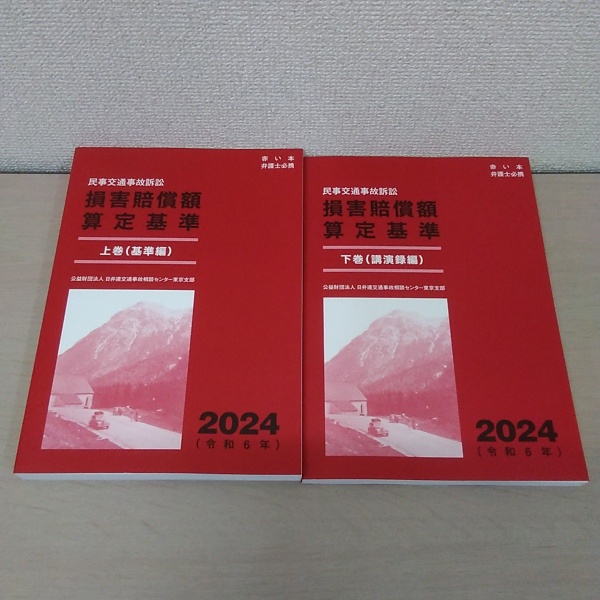 赤い本
弁護士必携
民事交通事故訴訟
損害賠償額
算定基準
上巻(基準編)
公益財団法人 日弁連交通事故相談センター東京支部
2024
(令和6年)
赤い本
弁護士必携
民事交通事故訴訟
損害賠償額
算定基準
下巻(講演録編)
公益財団法人 日弁連交通事故相談センター東京支部
2024
(令和6年)